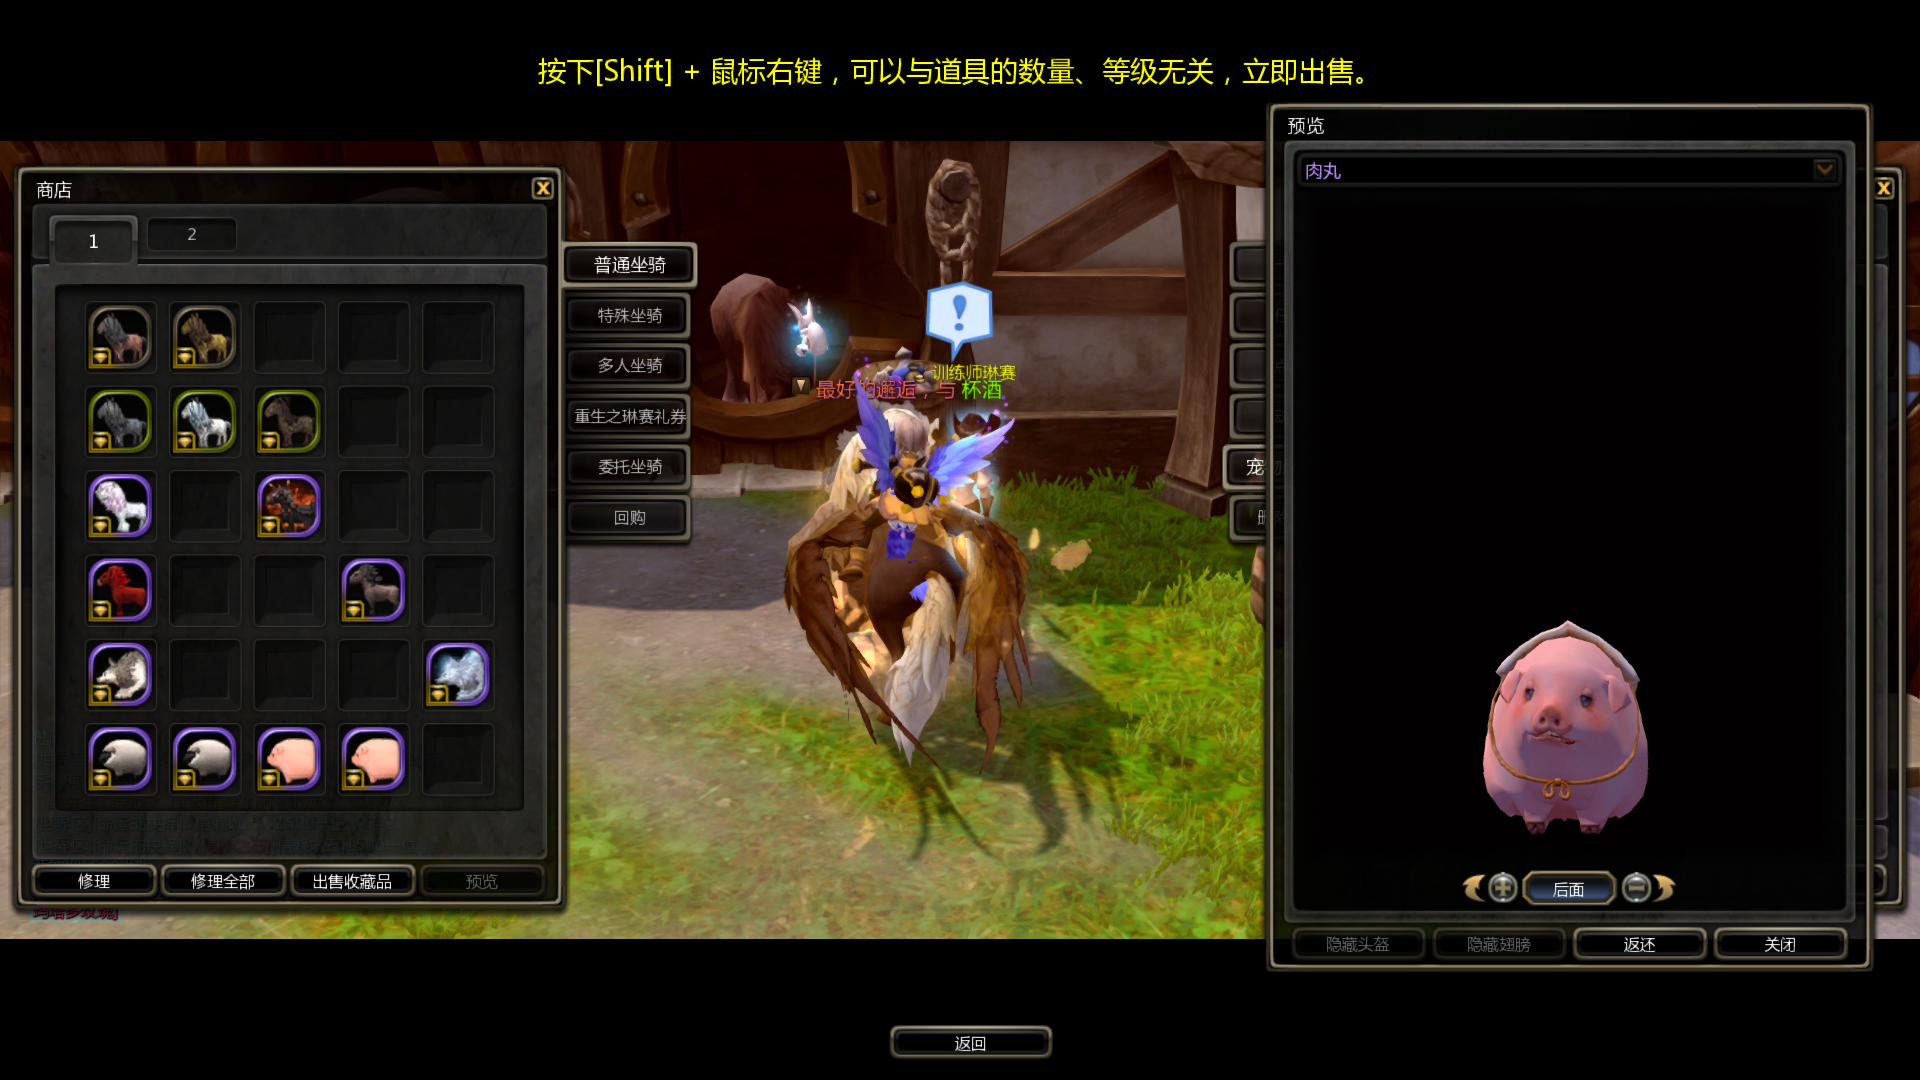 按下[Shift] + 鼠标右键，可以与道具的数量、等级无关，立即出售。
商店
1
2
普通坐骑
特殊坐骑
多人坐骑
重生之琳赛礼券
委托坐骑
回购
修理
修理全部
出售收藏品
预览
训练师琳赛
最好的邂逅，与 杯酒
预览
肉丸
后面
隐藏头盔
隐藏翅膀
返还
关闭
返回